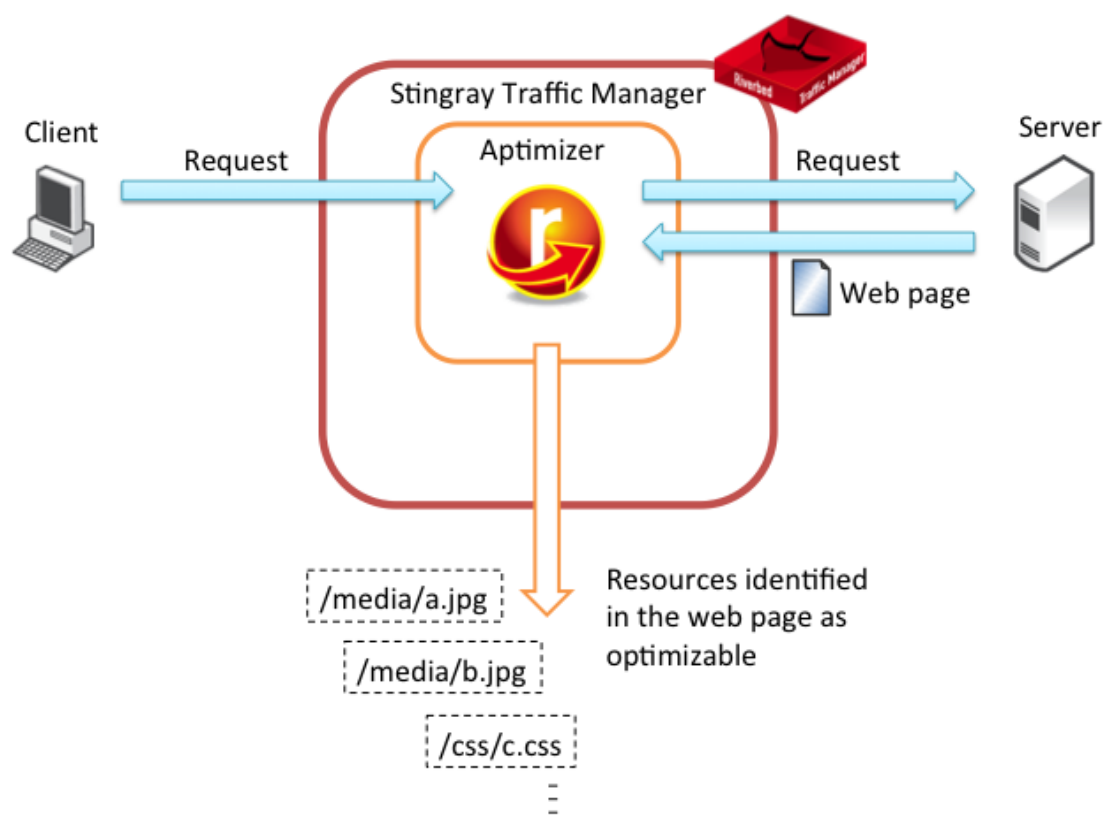 Riverbed
Traffic Manager
Stingray Traffic Manager
Client
Aptimizer
Server
Request
Request
r
Web page
Resources identified
in the web page as
optimizable
/media/a.jpg
/media/b.jpg
/css/c.css